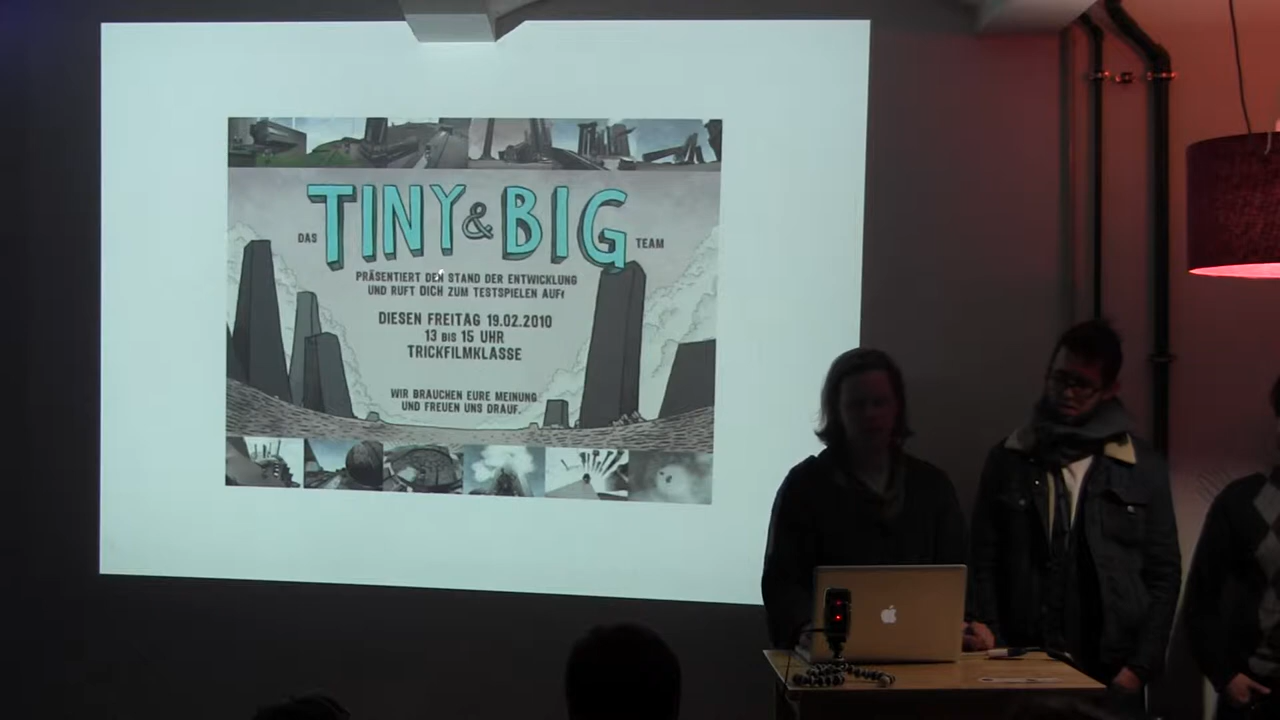 DAS TINY & BIG TEAM
PRÄSENTIERT DEN STAND DER ENTWICKLUNG
UND RUFT DICH ZUM TESTSPIELEN AUF!
DIESEN FREITAG 19.02.2010
13 BIS 15 UHR
TRICKFILMKLASSE
WIR BRAUCHEN EURE MEINUNG
UND FREUEN UNS DRAUF.